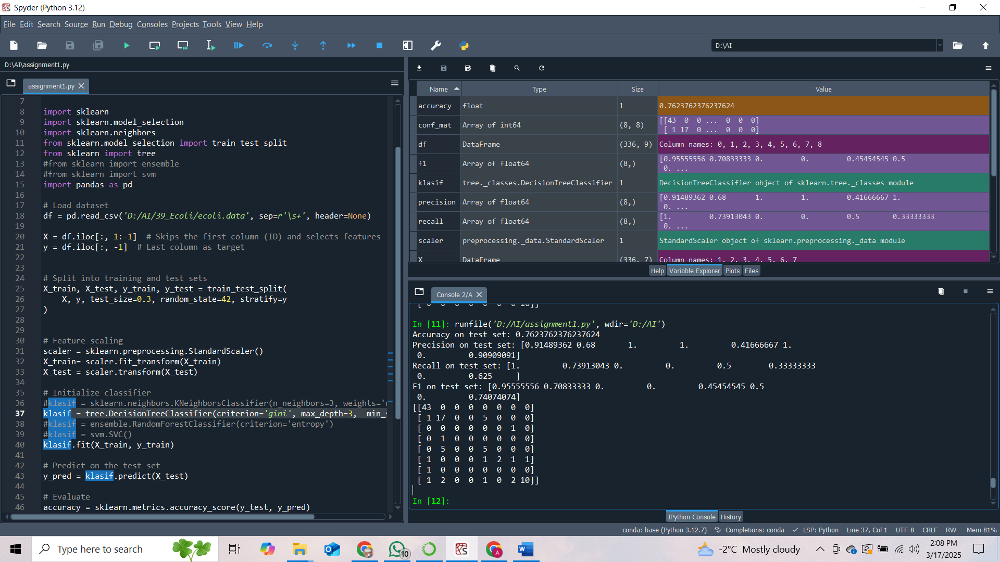 Spyder (Python 3.12)
File Edit Search Source Run Debug Consoles Projects Tools View Help
D:\AI
D:\AI\assignment1.py
assignment1.py
7
8 import sklearn
9 import sklearn.model_selection
10 import sklearn.neighbors
11 from sklearn.model_selection import train_test_split
12 from sklearn import tree
13 #from sklearn import ensemble
14 #from sklearn import svm
15 import pandas as pd
16
17 # Load dataset
18 df = pd.read_csv('D:/AI/39_Ecoli/ecoli.data', sep=r'\s+', header=None)
19
20 X = df.iloc[:, 1:-1]  # Skips the first column (ID) and selects features
21 y = df.iloc[:, -1]  # Last column as target
22
23
24 # Split into training and test sets
25 X_train, X_test, y_train, y_test = train_test_split(
26     X, y, test_size=0.3, random_state=42, stratify=y
27 )
28
29
30 # Feature scaling
31 scaler = sklearn.preprocessing.StandardScaler()
32 X_train= scaler.fit_transform(X_train)
33 X_test = scaler.transform(X_test)
34
35 # Initialize classifier
36 #klasif = sklearn.neighbors.KNeighborsClassifier(n_neighbors=3, weights='
37 klasif = tree.DecisionTreeClassifier(criterion='gini', max_depth=3,  min_
38 #klasif = ensemble.RandomForestClassifier(criterion='entropy')
39 #klasif = svm.SVC()
40 klasif.fit(X_train, y_train)
41
42 # Predict on the test set
43 y_pred = klasif.predict(X_test)
44
45 # Evaluate
46 accuracy = sklearn.metrics.accuracy_score(y_test, y_pred)
Name Type Size Value
accuracy float 1 0.7623762376237624
conf_mat Array of int64 (8, 8) [[43  0  0 ...  0  0  0]
[ 1 17  0 ...  0  0  0]
df DataFrame (336, 9) Column names: 0, 1, 2, 3, 4, 5, 6, 7, 8
f1 Array of float64 (8,) [0.95555556 0.70833333 0. 0. 0.45454545 0.5
0. ...
klasif tree._classes.DecisionTreeClassifier 1 DecisionTreeClassifier object of sklearn.tree._classes module
precision Array of float64 (8,) [0.91489362 0.68 1. 1. 0.41666667 1.
0. ...
recall Array of float64 (8,) [1. 0.73913043 0. 0. 0.5 0.33333333
0. ...
scaler preprocessing._data.StandardScaler 1 StandardScaler object of sklearn.preprocessing._data module
X DataFrame (336, 7) Column names: 1, 2, 3, 4, 5, 6, 7
Help Variable Explorer Plots Files
Console 2/A
In [11]: runfile('D:/AI/assignment1.py', wdir='D:/AI')
Accuracy on test set: 0.7623762376237624
Precision on test set: [0.91489362 0.68 1. 1. 0.41666667 1.
0. 0.90909091]
Recall on test set: [1. 0.73913043 0. 0. 0.5 0.33333333
0. 0.625 ]
F1 on test set: [0.95555556 0.70833333 0. 0. 0.45454545 0.5
0. 0.74074074]
[[43  0  0  0  0  0  0  0]
[ 1 17  0  0  5  0  0  0]
[ 0  0  0  0  0  0  1  0]
[ 0  1  0  0  0  0  0  0]
[ 0  5  0  0  5  0  0  0]
[ 1  0  0  0  1  2  1  1]
[ 1  0  0  0  0  0  0  0]
[ 1  2  0  0  1  0  2 10]]
In [12]:
IPython Console History
conda: base (Python 3.12.7) Completions: conda LSP: Python Line 37, Col 1 UTF-8 CRLF RW Mem 81%
Type here to search
10
A
-2°C Mostly cloudy
2:08 PM
3/17/2025